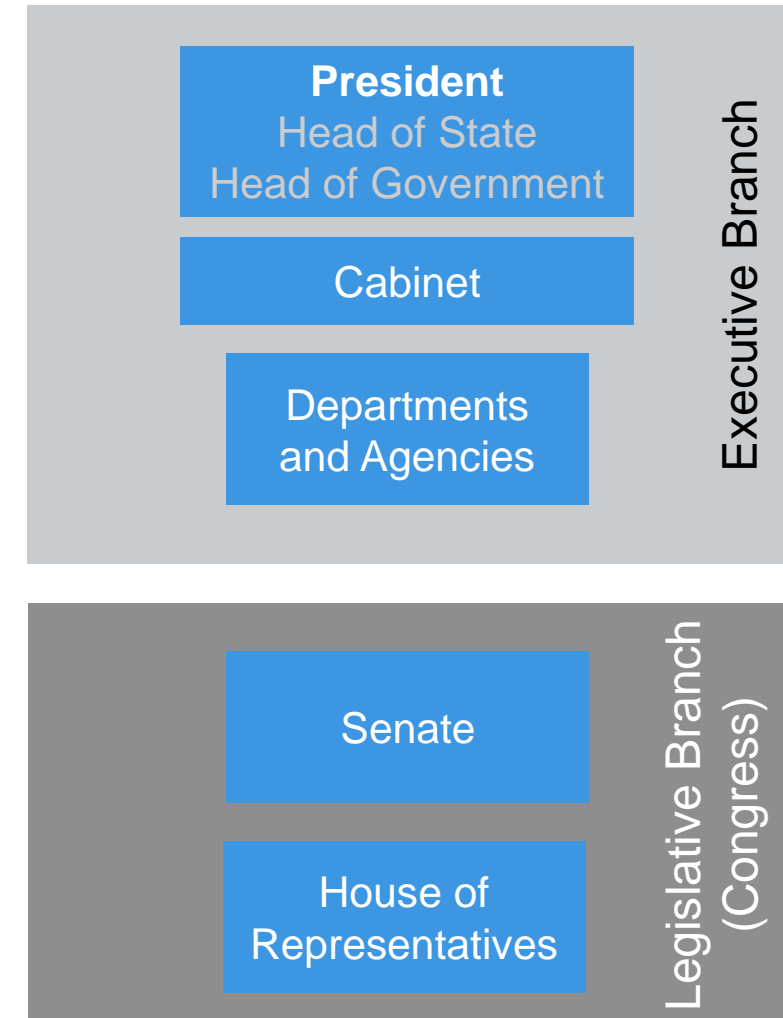 President
Head of State
Head of Government
Cabinet
Departments
and Agencies
Executive Branch
Senate
House of
Representatives
Legislative Branch
(Congress)